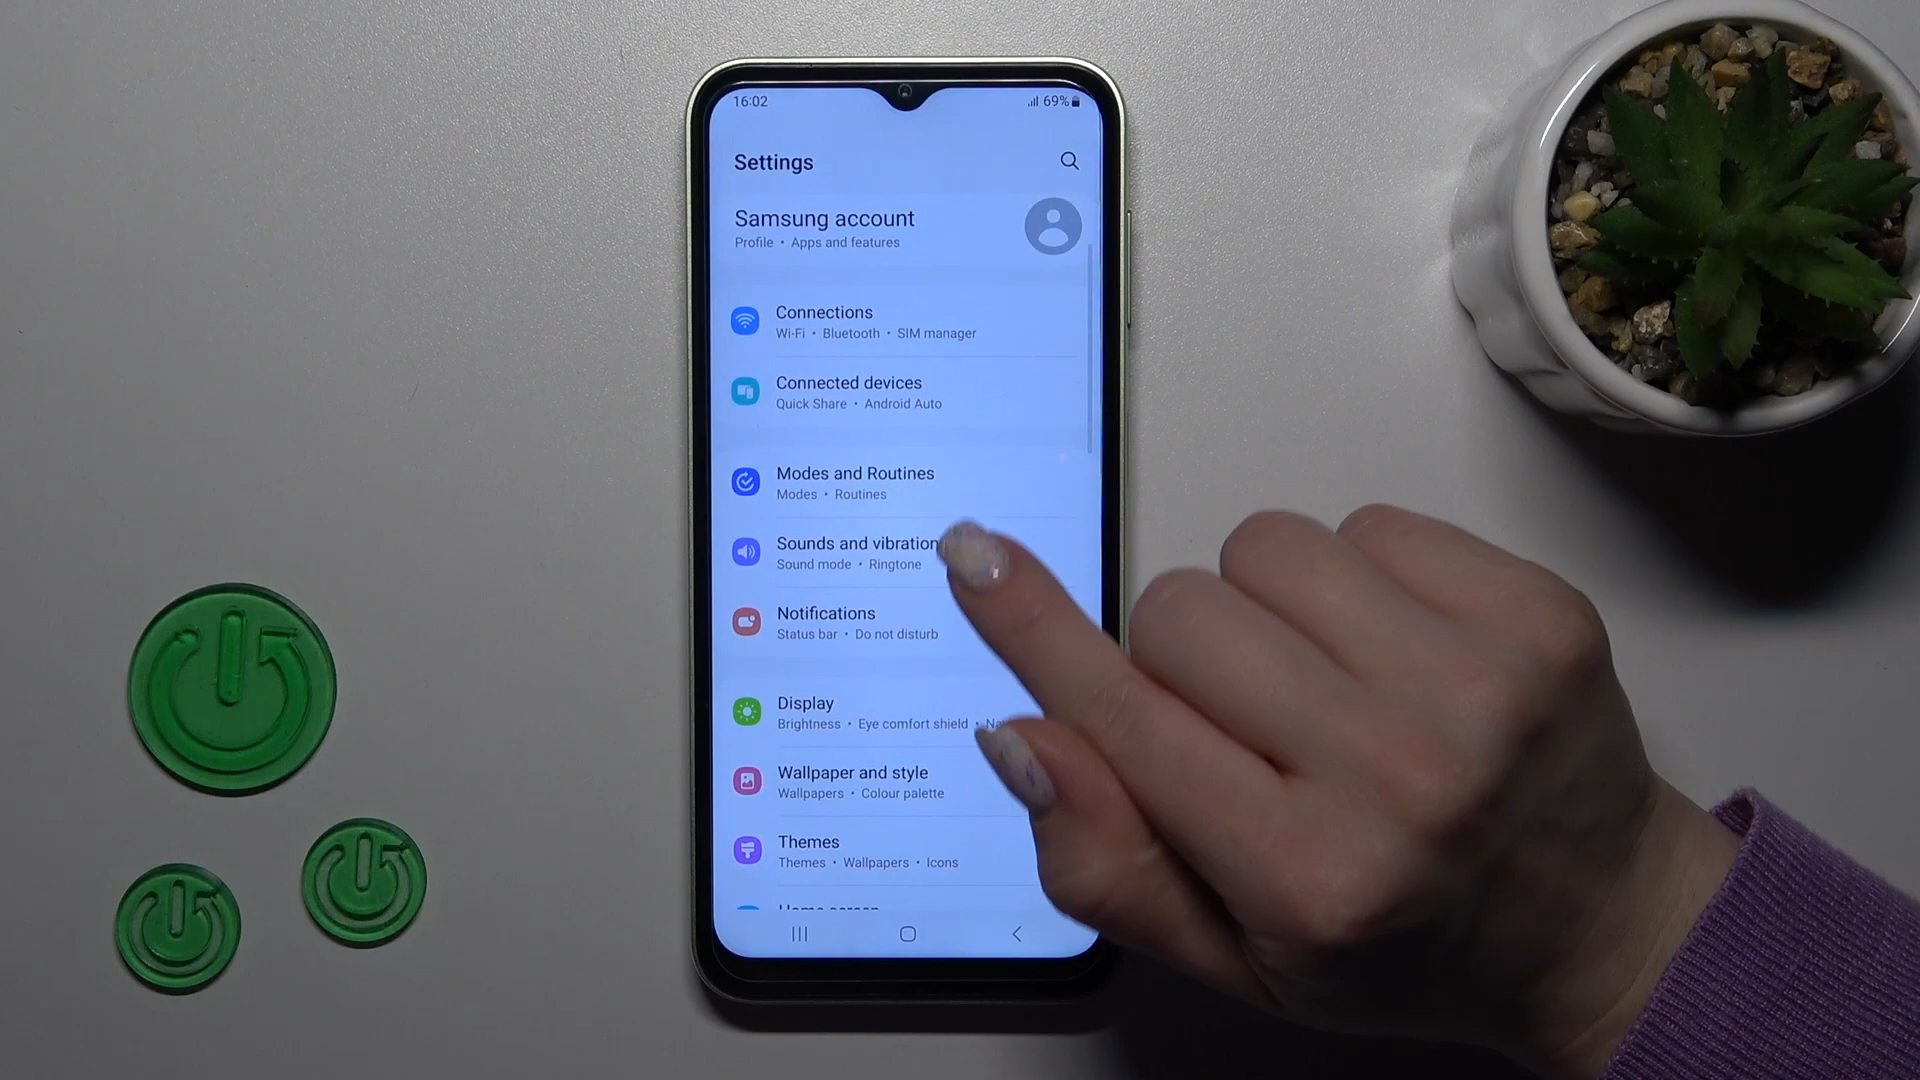 16:02
69%
Settings
Samsung account
Profile • Apps and features
Connections
Wi-Fi • Bluetooth • SIM manager
Connected devices
Quick Share • Android Auto
Modes and Routines
Modes • Routines
Sounds and vibration
Sound mode • Ringtone
Notifications
Status bar • Do not disturb
Display
Brightness • Eye comfort shield •
Wallpaper and style
Wallpapers • Colour palette
Themes
Themes • Wallpapers • Icons